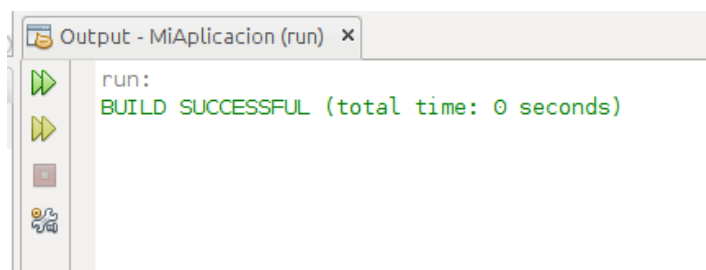 Output - MiAplicacion (run) ×
run:
BUILD SUCCESSFUL (total time: 0 seconds)